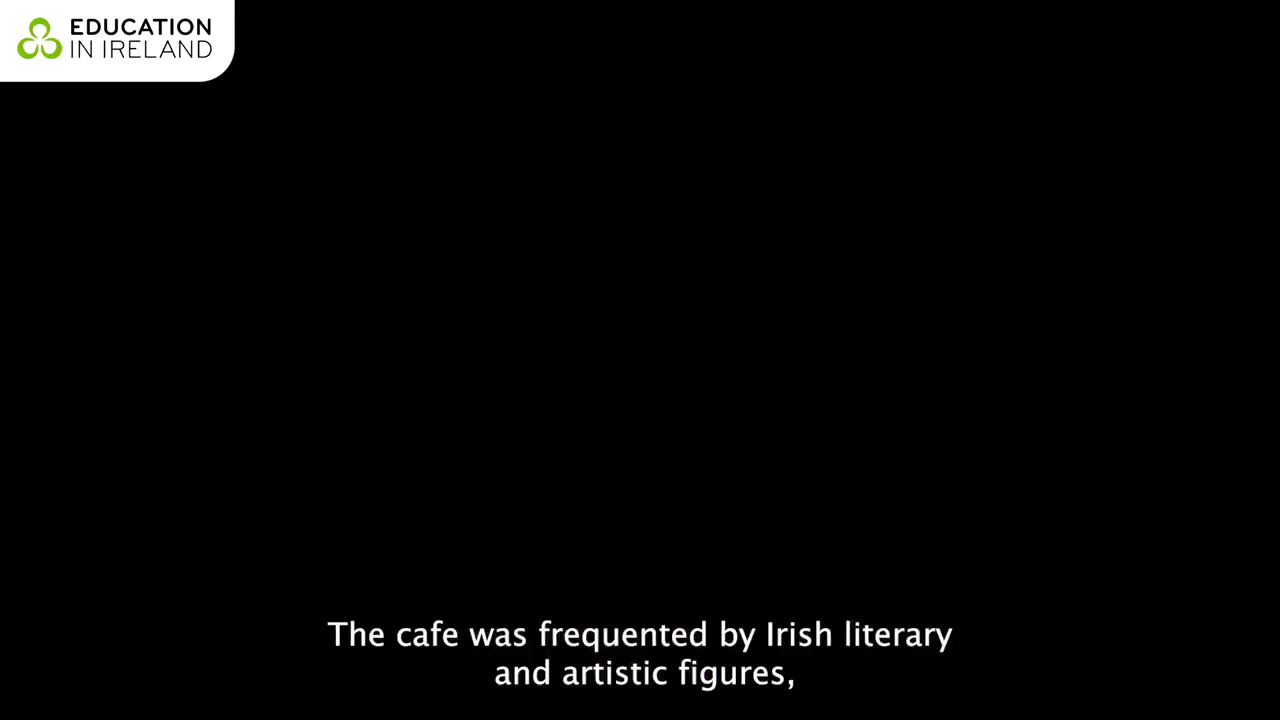 EDUCATION
IN IRELAND
The cafe was frequented by Irish literary
and artistic figures,